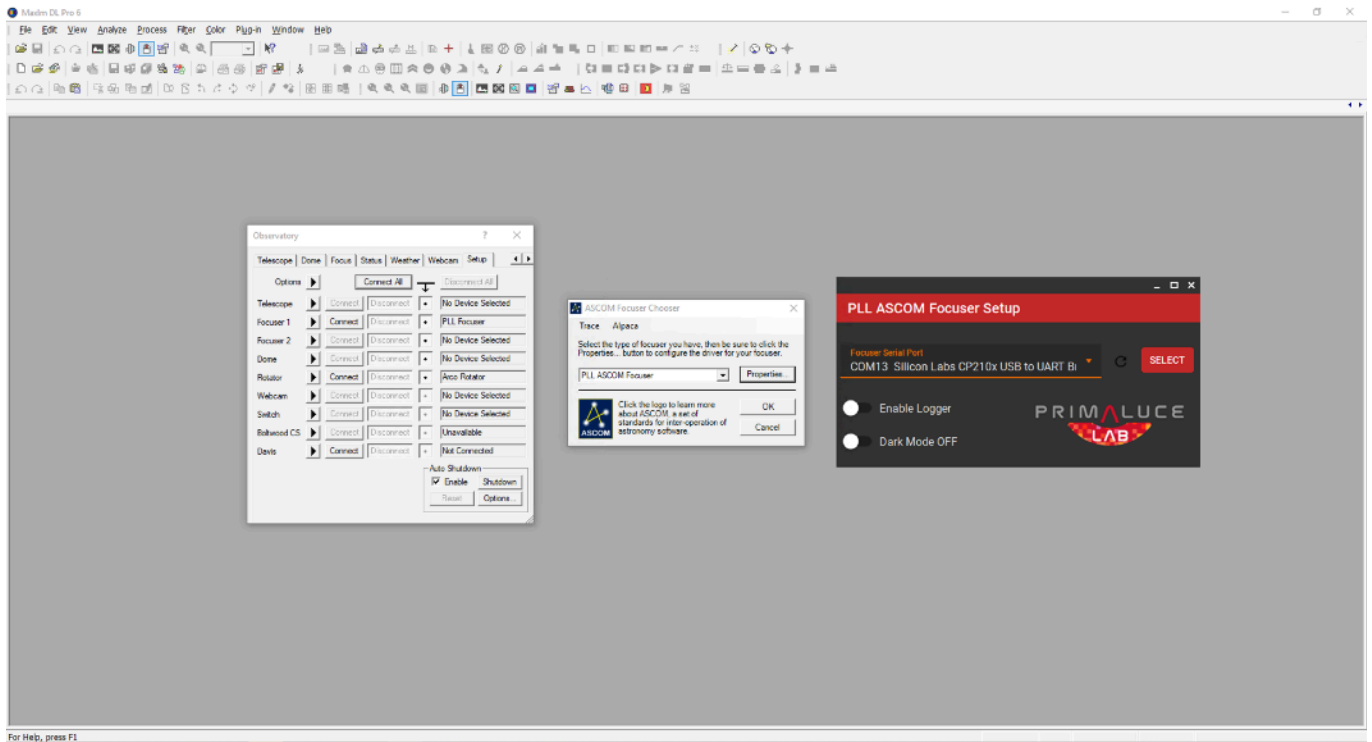 MaxIm DL Pro 6
File Edit View Analyze Process Filter Color Plug-in Window Help
Observatory
Telescope Dome Focus Status Weather Webcam Setup
Options Connect All Disconnect All
Telescope Connect Disconnect No Device Selected
Focuser 1 Connect Disconnect PLL Focuser
Focuser 2 Connect Disconnect No Device Selected
Dome Connect Disconnect No Device Selected
Rotator Connect Disconnect Arco Rotator
Webcam Connect Disconnect No Device Selected
Switch Connect Disconnect No Device Selected
Boltwood CS Connect Disconnect Unavailable
Davis Connect Disconnect Not Connected
Auto Shutdown
Enable Shutdown
Reset Options...
ASCOM Focuser Chooser
Trace Alpaca
Select the type of focuser you have, then be sure to click the
Properties... button to configure the driver for your focuser.
PLL ASCOM Focuser Properties...
Click the logo to learn more
about ASCOM, a set of
standards for inter-operation of
astronomy software.
ASCOM
OK
Cancel
PLL ASCOM Focuser Setup
Focuser Serial Port
COM13 Silicon Labs CP210x USB to UART Bi
SELECT
Enable Logger
Dark Mode OFF
PRIMALUCE
LAB
For Help, press F1